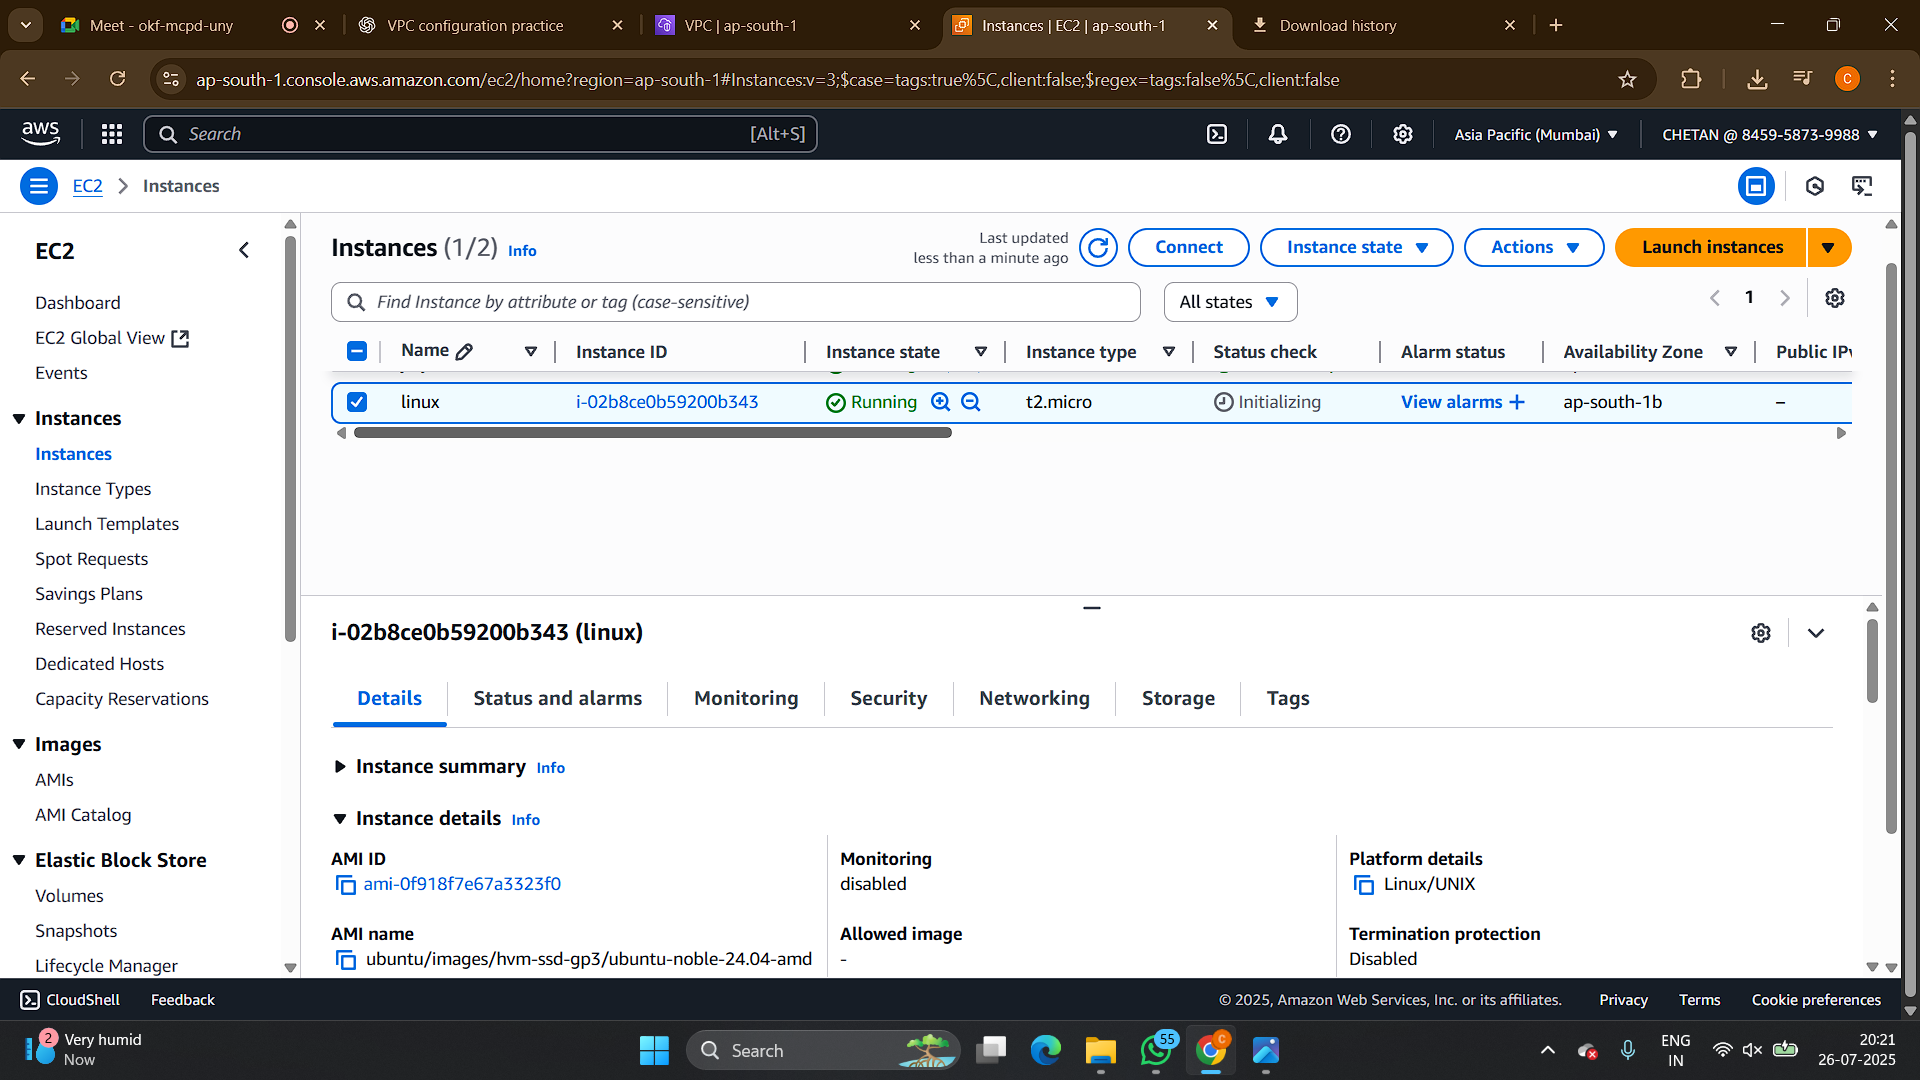 Meet - okf-mcpd-uny
VPC configuration practice
VPC | ap-south-1
Instances | EC2 | ap-south-1
Download history
ap-south-1.console.aws.amazon.com/ec2/home?region=ap-south-1#Instances:v=3;$case=tags:true%5C,client:false;$regex=tags:false%5C,client:false
C
aws
Search
[Alt+S]
Asia Pacific (Mumbai)
CHETAN @ 8459-5873-9988
EC2
Instances
EC2
Dashboard
EC2 Global View
Events
Instances
Instances
Instance Types
Launch Templates
Spot Requests
Savings Plans
Reserved Instances
Dedicated Hosts
Capacity Reservations
Images
AMIs
AMI Catalog
Elastic Block Store
Volumes
Snapshots
Lifecycle Manager
Instances (1/2) Info
Last updated
less than a minute ago
Connect
Instance state
Actions
Launch instances
Find Instance by attribute or tag (case-sensitive)
All states
1
Name
Instance ID
Instance state
Instance type
Status check
Alarm status
Availability Zone
Public IPv
linux
i-02b8ce0b59200b343
Running
t2.micro
Initializing
View alarms +
ap-south-1b
–
i-02b8ce0b59200b343 (linux)
Details
Status and alarms
Monitoring
Security
Networking
Storage
Tags
Instance summary Info
Instance details Info
AMI ID
ami-0f918f7e67a3323f0
Monitoring
disabled
Platform details
Linux/UNIX
AMI name
ubuntu/images/hvm-ssd-gp3/ubuntu-noble-24.04-amd
Allowed image
-
Termination protection
Disabled
CloudShell
Feedback
© 2025, Amazon Web Services, Inc. or its affiliates.
Privacy
Terms
Cookie preferences
2
Very humid
Now
Search
55
C
ENG
IN
20:21
26-07-2025